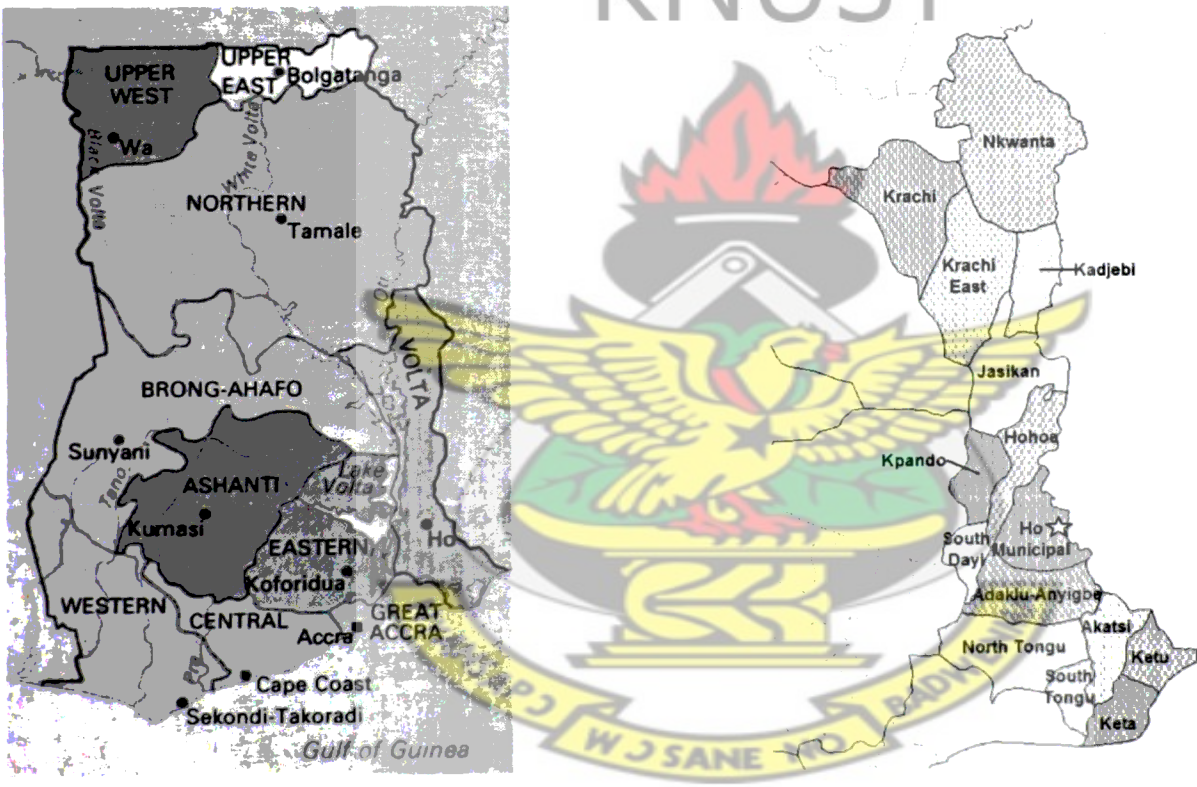 KNUST
UPPER
WEST
UPPER
EAST
Bolgatanga
Wa
Black Volta
White Volta
NORTHERN
Tamale
Oti
VOLTA
BRONG-AHAFO
Sunyani
Tano
ASHANTI
Kumasi
Lake
Volta
EASTERN
Koforidua
Ho
WESTERN
CENTRAL
GREAT
ACCRA
Accra
Cape Coast
Sekondi-Takoradi
Gulf of Guinea
Nkwanta
Krachi
Krachi
East
Kadjebi
Jasikan
Hohoe
Kpando
Ho
Municipal
South
Dayi
Adaklu-Anyigbe
Akatsi
North Tongu
Ketu
South
Tongu
Keta
W Ɔ SANE NO